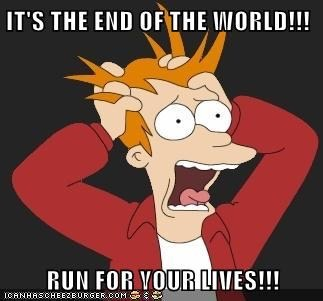 IT'S THE END OF THE WORLD!!!
RUN FOR YOUR LIVES!!!
ICANHASCHEEZBURGER.COM